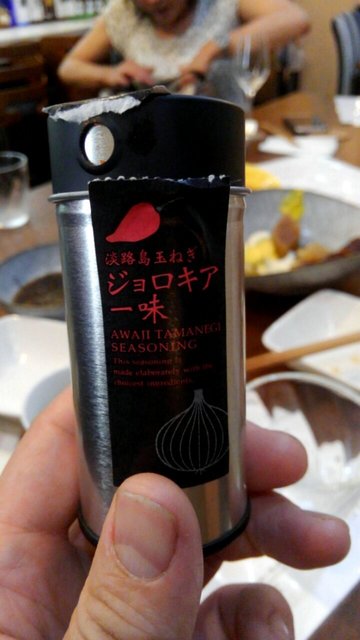 淡路島玉ねぎ
ジョロキア
一味
AWAJI TAMANEGI
SEASONING
This seasoning is
made elaborately with the
choicest ingredients.